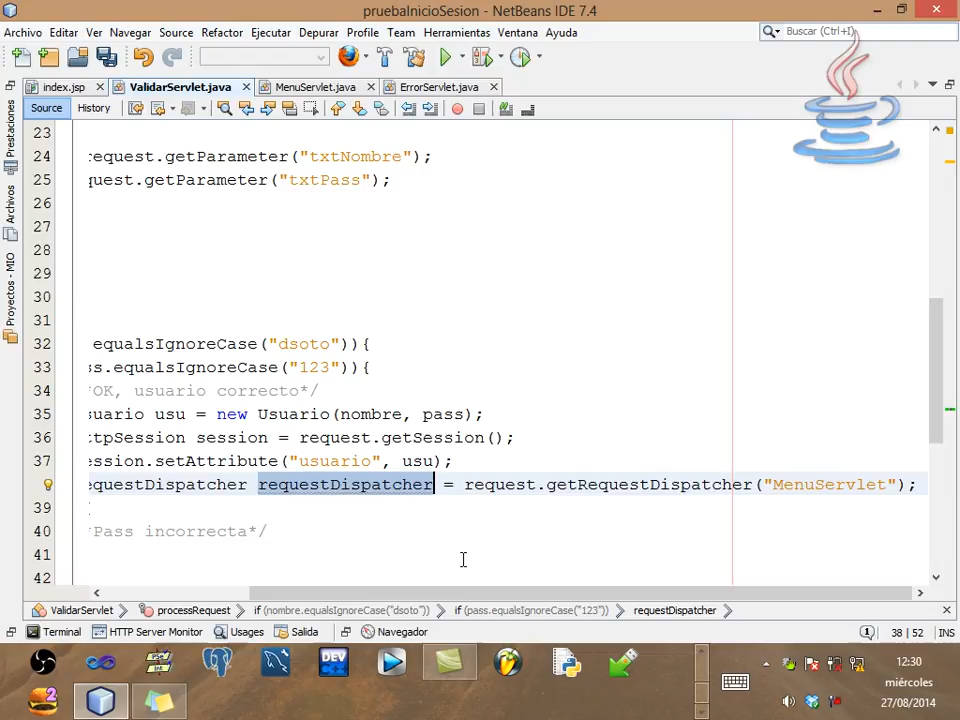 pruebaInicioSesion - NetBeans IDE 7.4
Archivo Editar Ver Navegar Source Refactor Ejecutar Depurar Profile Team Herramientas Ventana Ayuda
Buscar (Ctrl+I)
index.jsp ValidarServlet.java MenuServlet.java ErrorServlet.java
Source History
Prestaciones
Archivos
Proyectos - MIO
23
24 request.getParameter("txtNombre");
25 quest.getParameter("txtPass");
26
27
28
29
30
31
32 equalsIgnoreCase("dsoto")){
33 ss.equalsIgnoreCase("123")){
34 *OK, usuario correcto*/
35 suario usu = new Usuario(nombre, pass);
36 ttpSession session = request.getSession();
37 ession.setAttribute("usuario", usu);
equestDispatcher requestDispatcher = request.getRequestDispatcher("MenuServlet");
39
40 *Pass incorrecta*/
41
42
ValidarServlet processRequest if (nombre.equalsIgnoreCase("dsoto")) if (pass.equalsIgnoreCase("123")) requestDispatcher
Terminal HTTP Server Monitor Usages Salida Navegador 1 38 | 52 INS
DEV
2
12:30
miércoles
27/08/2014